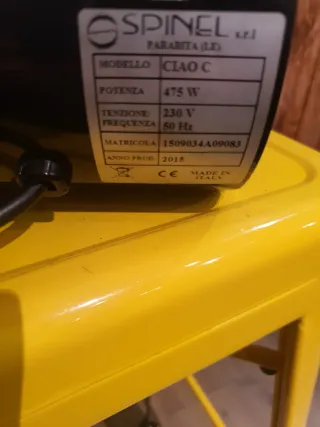 SPINEL s.r.l
PARABITA (LE)
MODELLO CIAO C
POTENZA 475 W
TENZIONE/ 230 V
FREQUENZA 50 Hz
MATRICOLA 1509034A09083
ANNO PROD. 2015
CE MADE IN
ITALY